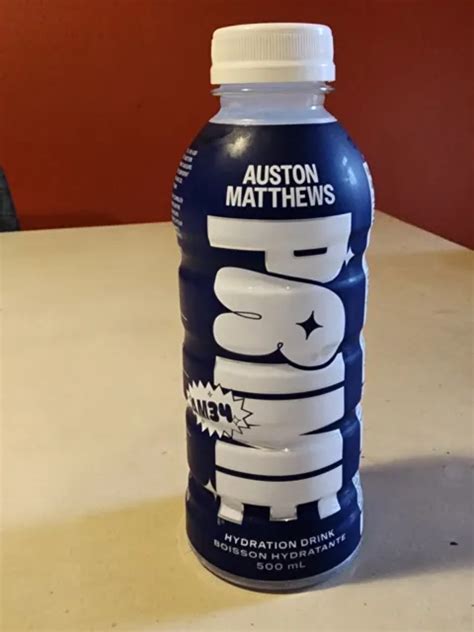 AUSTON
MATTHEWS
PRIME
AM34
HYDRATION DRINK
BOISSON HYDRATANTE
500 mL